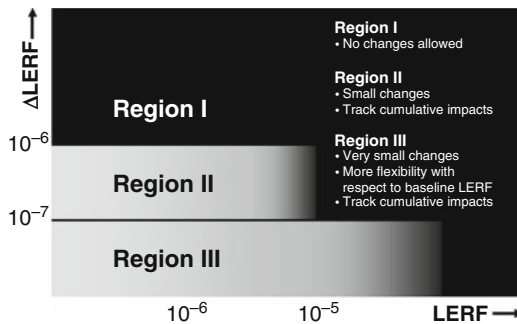 ΔLERF
Region I
• No changes allowed
Region II
• Small changes
• Track cumulative impacts
Region III
• Very small changes
• More flexibility with
respect to baseline LERF
• Track cumulative impacts
Region I
10⁻⁶
Region II
10⁻⁷
Region III
10⁻⁶
10⁻⁵
LERF